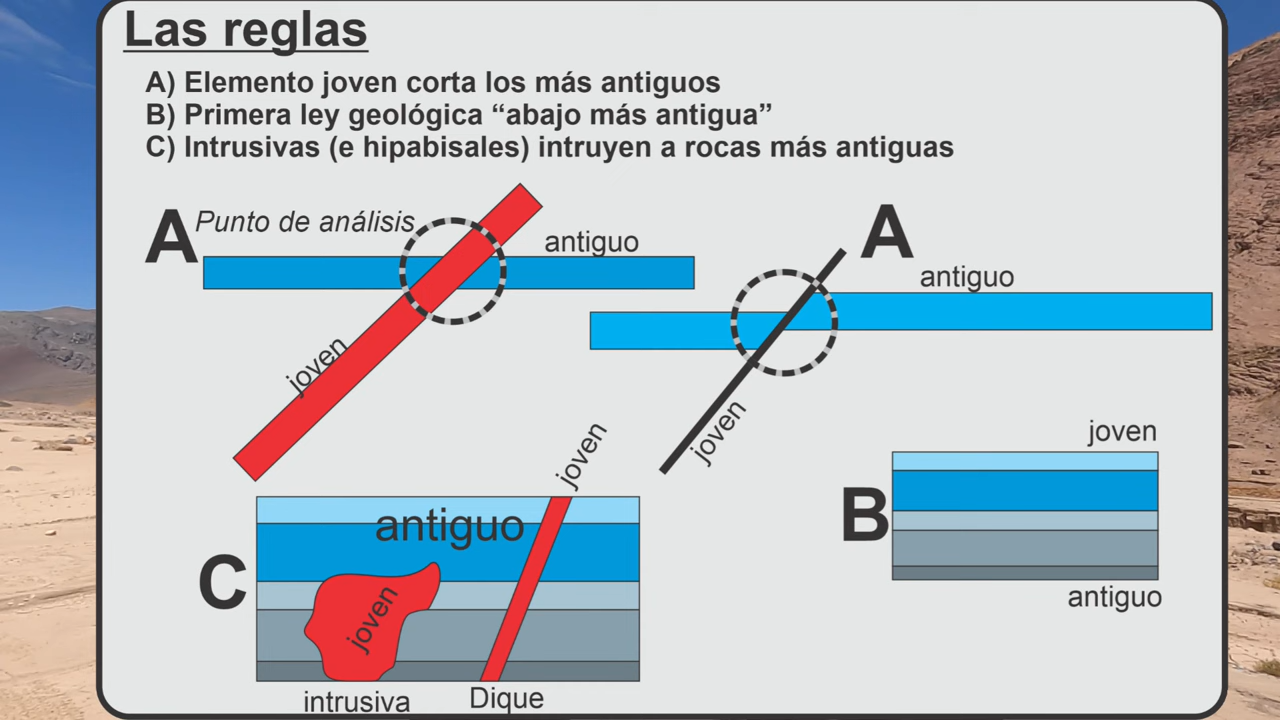 Las reglas
A) Elemento joven corta los más antiguos
B) Primera ley geológica “abajo más antigua”
C) Intrusivas (e hipabisales) intruyen a rocas más antiguas
A
Punto de análisis
antiguo
joven
A
antiguo
joven
C
antiguo
joven
joven
intrusiva
Dique
B
joven
antiguo